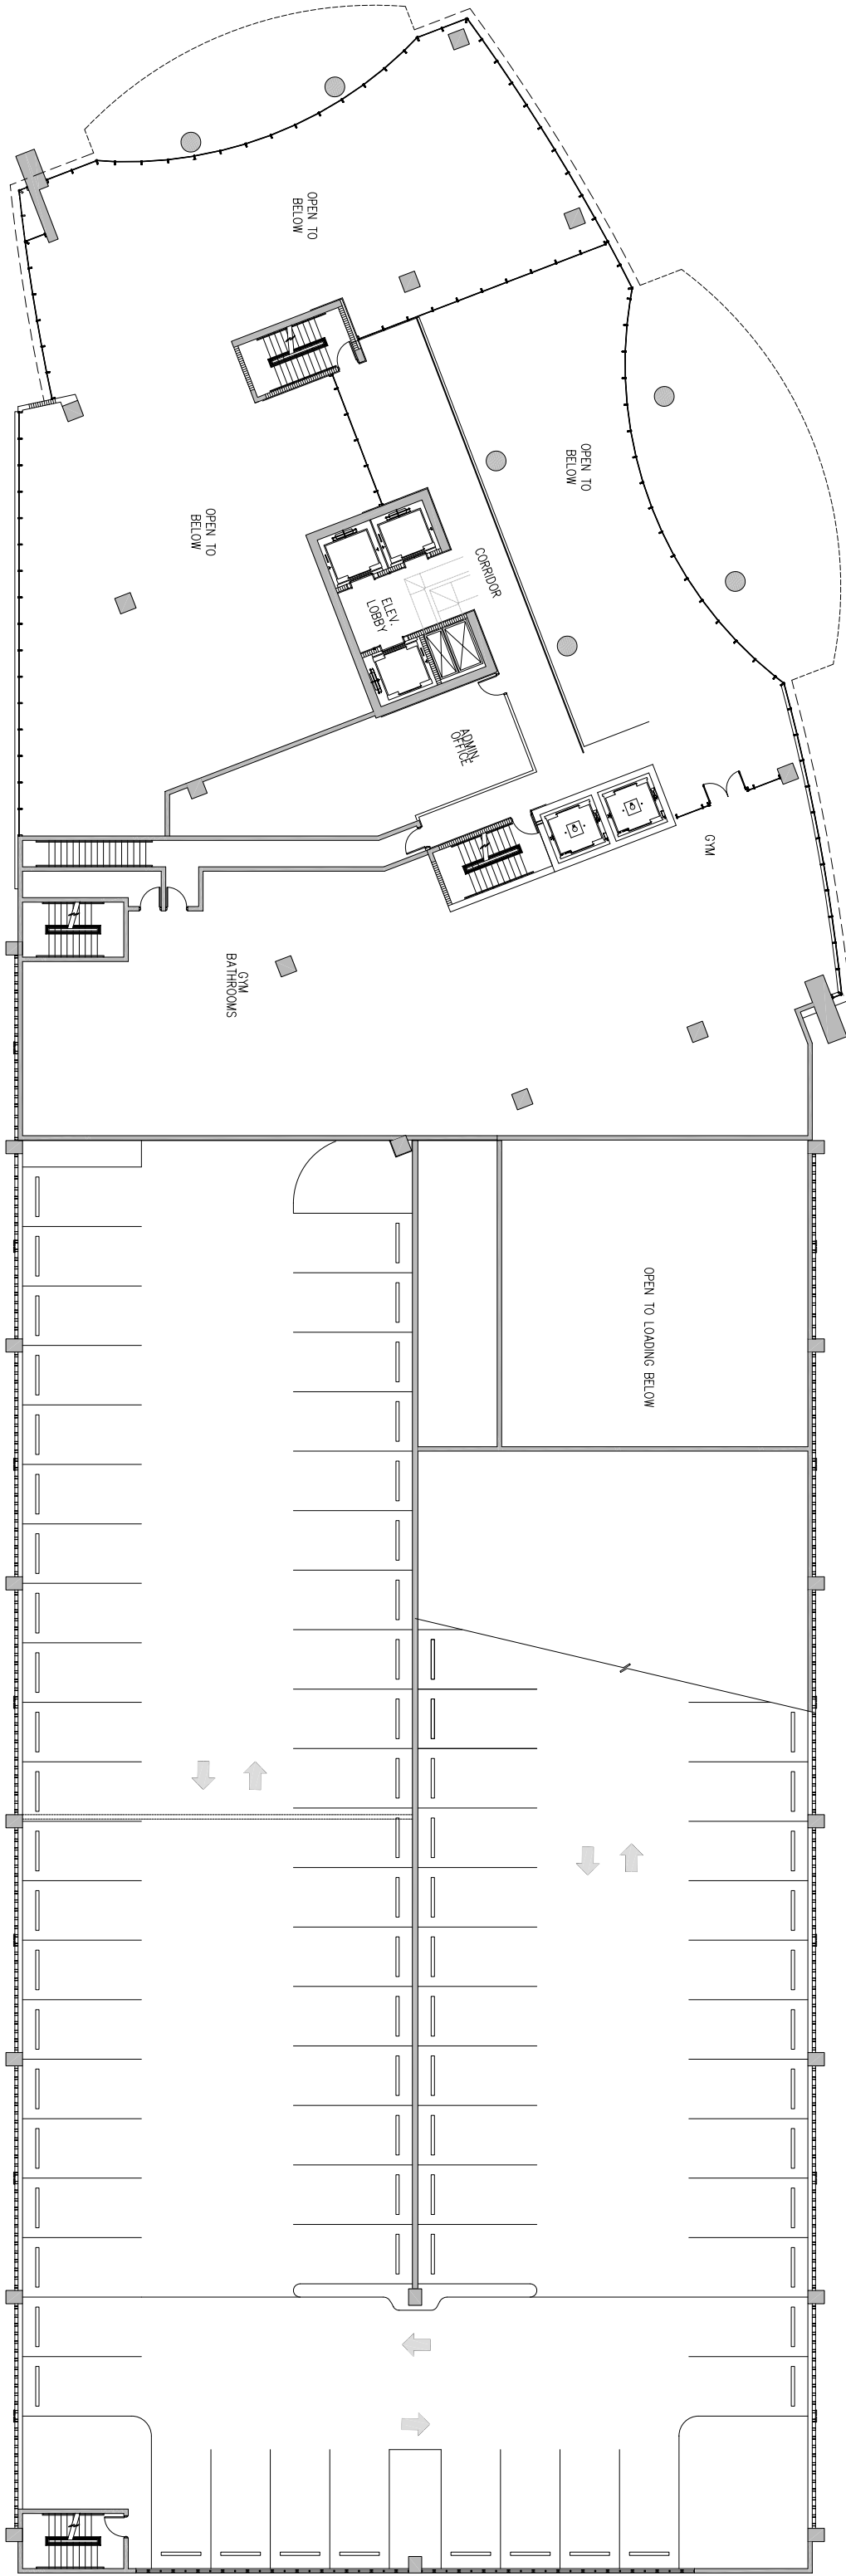 OPEN TO
BELOW
OPEN TO
BELOW
OPEN TO
BELOW
CORRIDOR
ELEV.
LOBBY
ADMIN.
OFFICE
GYM
GYM
BATHROOMS
OPEN TO LOADING BELOW